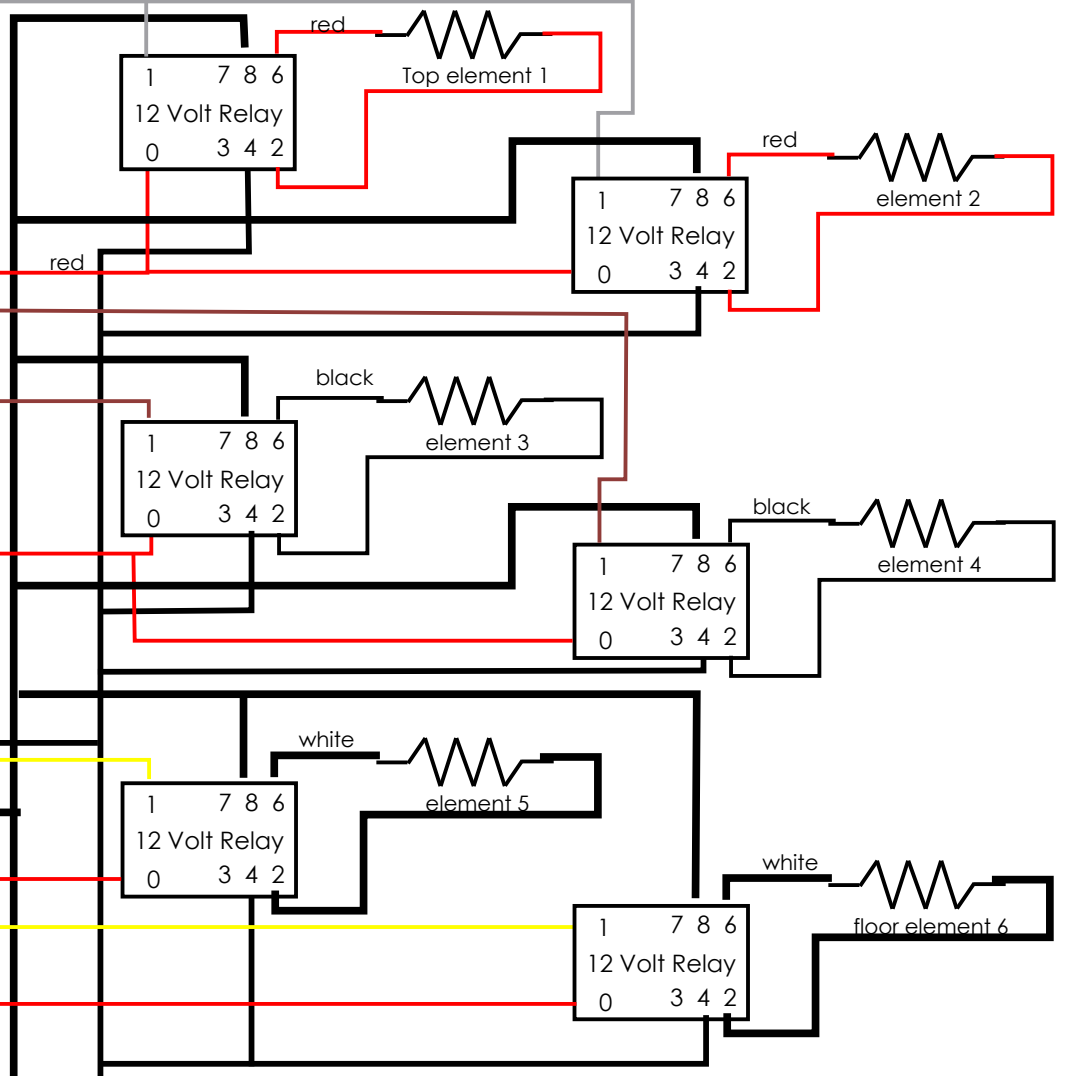 red
Top element 1
1 7 8 6
12 Volt Relay
0 3 4 2
red
element 2
1 7 8 6
12 Volt Relay
0 3 4 2
red
black
element 3
1 7 8 6
12 Volt Relay
0 3 4 2
black
element 4
1 7 8 6
12 Volt Relay
0 3 4 2
white
element 5
1 7 8 6
12 Volt Relay
0 3 4 2
white
floor element 6
1 7 8 6
12 Volt Relay
0 3 4 2